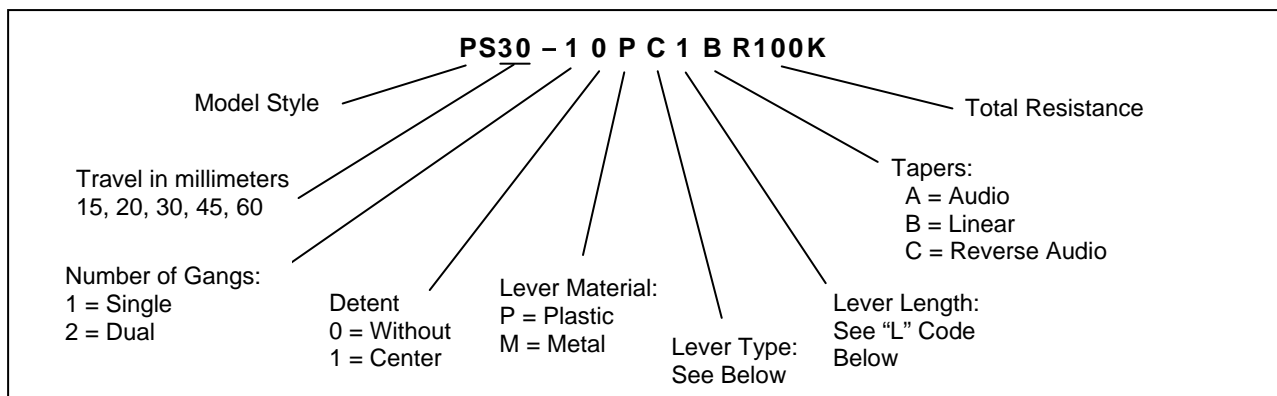 PS30 – 1 0 P C 1 B R100K
Model Style
Total Resistance
Travel in millimeters
15, 20, 30, 45, 60
Tapers:
A = Audio
B = Linear
C = Reverse Audio
Number of Gangs:
1 = Single
2 = Dual
Detent
0 = Without
1 = Center
Lever Material:
P = Plastic
M = Metal
Lever Type:
See Below
Lever Length:
See “L” Code
Below